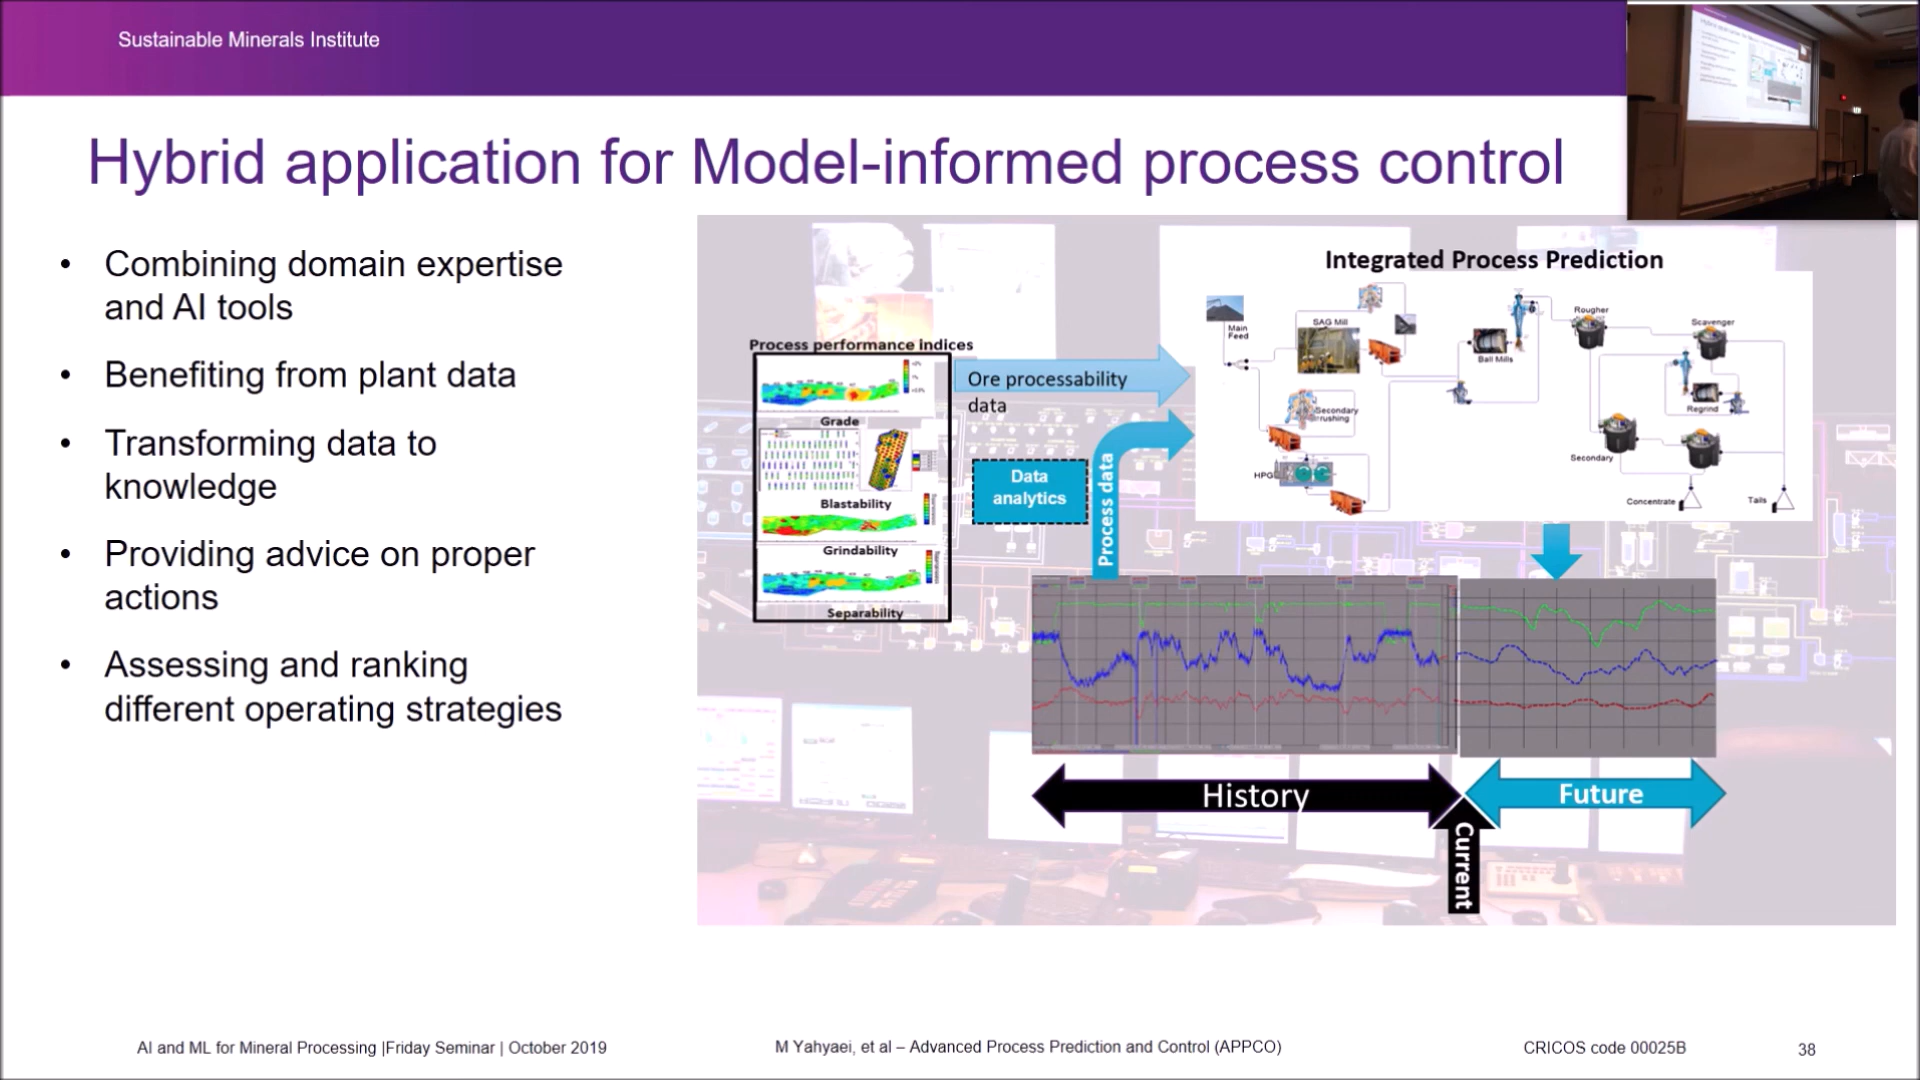 Sustainable Minerals Institute
Hybrid application for Model-informed process control
• Combining domain expertise
and AI tools
• Benefiting from plant data
• Transforming data to
knowledge
• Providing advice on proper
actions
• Assessing and ranking
different operating strategies
Process performance indices
Grade
Blastability
Grindability
Separability
Ore processability
data
Data
analytics
Process data
Integrated Process Prediction
Main
Feed
SAG Mill
Ball Mills
Rougher
Scavenger
Secondary
HPG
Regrind
Secondary
Concentrate
Tails
History
Future
Current
AI and ML for Mineral Processing |Friday Seminar | October 2019
M Yahyaei, et al – Advanced Process Prediction and Control (APPCO)
CRICOS code 00025B
38